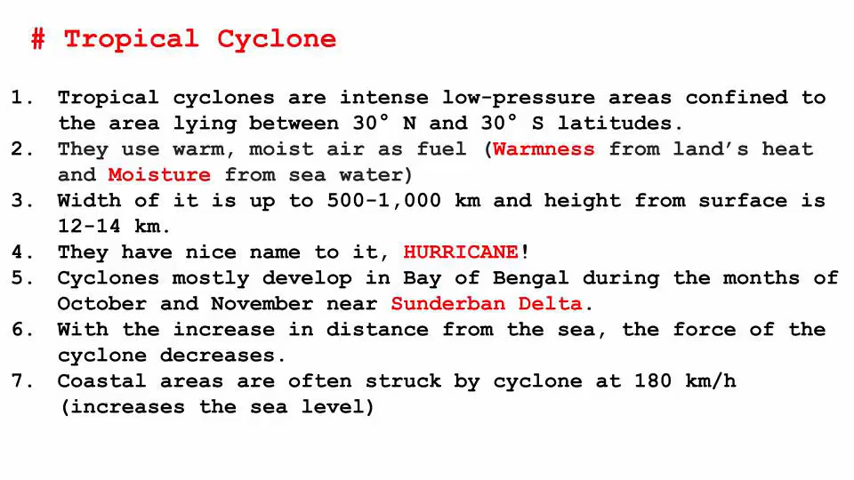 # Tropical Cyclone
1. Tropical cyclones are intense low-pressure areas confined to
the area lying between 30° N and 30° S latitudes.
2. They use warm, moist air as fuel (Warmness from land’s heat
and Moisture from sea water)
3. Width of it is up to 500-1,000 km and height from surface is
12-14 km.
4. They have nice name to it, HURRICANE!
5. Cyclones mostly develop in Bay of Bengal during the months of
October and November near Sunderban Delta.
6. With the increase in distance from the sea, the force of the
cyclone decreases.
7. Coastal areas are often struck by cyclone at 180 km/h
(increases the sea level)